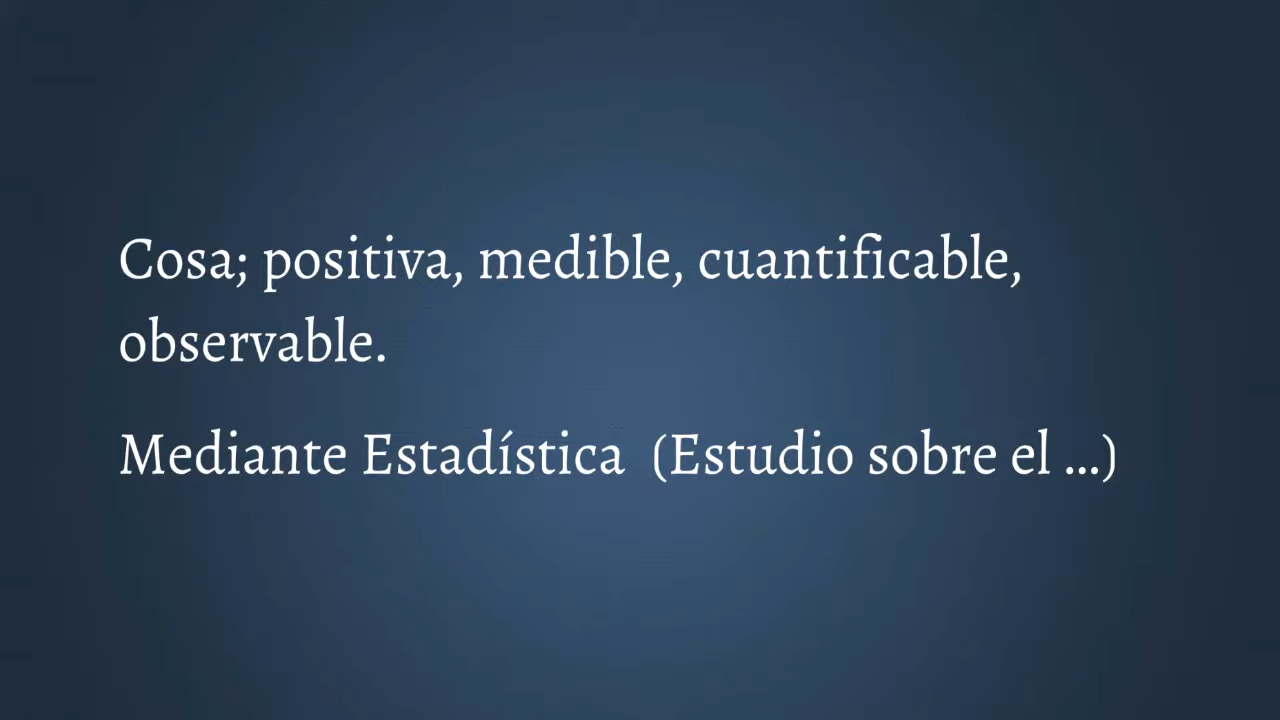 Cosa; positiva, medible, cuantificable,
observable.
Mediante Estadística (Estudio sobre el ...)